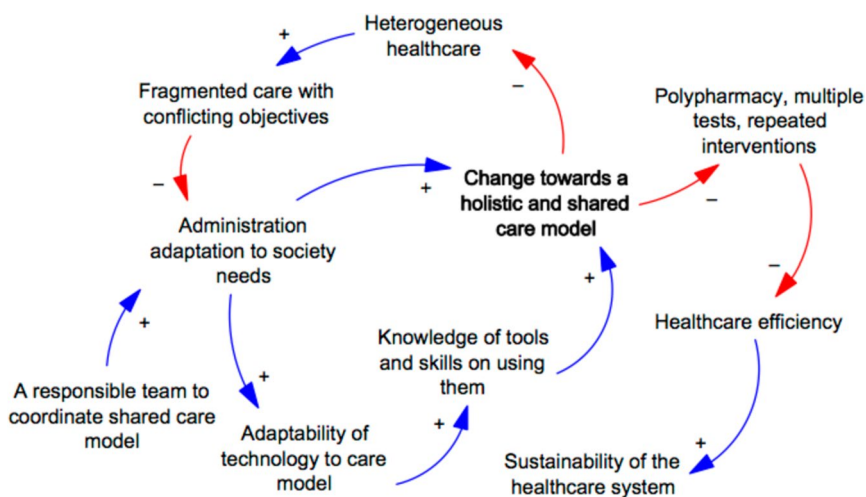 Heterogeneous
healthcare
+
Fragmented care with
conflicting objectives
–
Polypharmacy, multiple
tests, repeated
interventions
–
+
Change towards a
holistic and shared
care model
–
Administration
adaptation to society
needs
–
+
+
Healthcare efficiency
Knowledge of tools
and skills on using
them
+
A responsible team to
coordinate shared care
model
+
Adaptability of
technology to care
model
+
Sustainability of the
healthcare system